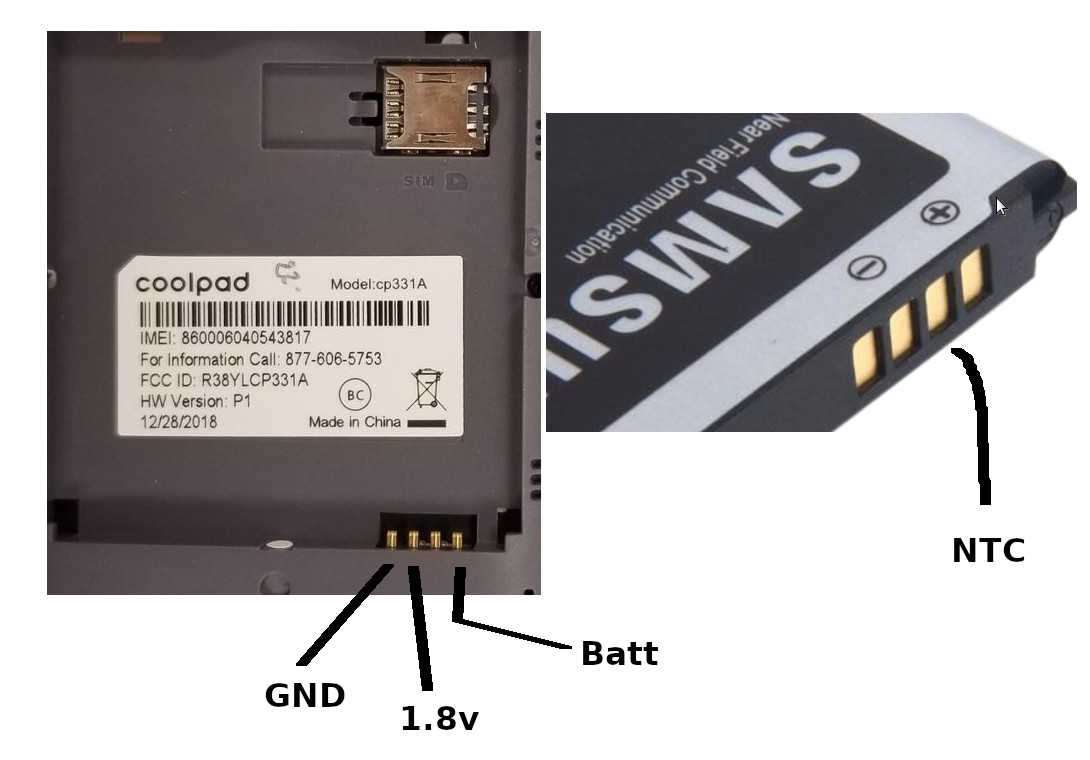 SIM
coolpad
Model:cp331A
IMEI: 860006040543817
For Information Call: 877-606-5753
FCC ID: R38YLCP331A
HW Version: P1
BC
12/28/2018
Made in China
Near Field Communication
SAMSU
NTC
Batt
GND
1.8v